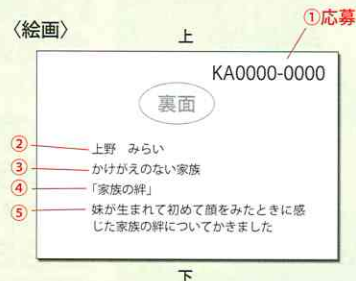 〈絵画〉
上
①応募
KA0000-0000
裏面
② 上野 みらい
③ かけがえのない家族
④ 「家族の絆」
⑤ 妹が生まれて初めて顔をみたときに感
じた家族の絆についてかきました
下